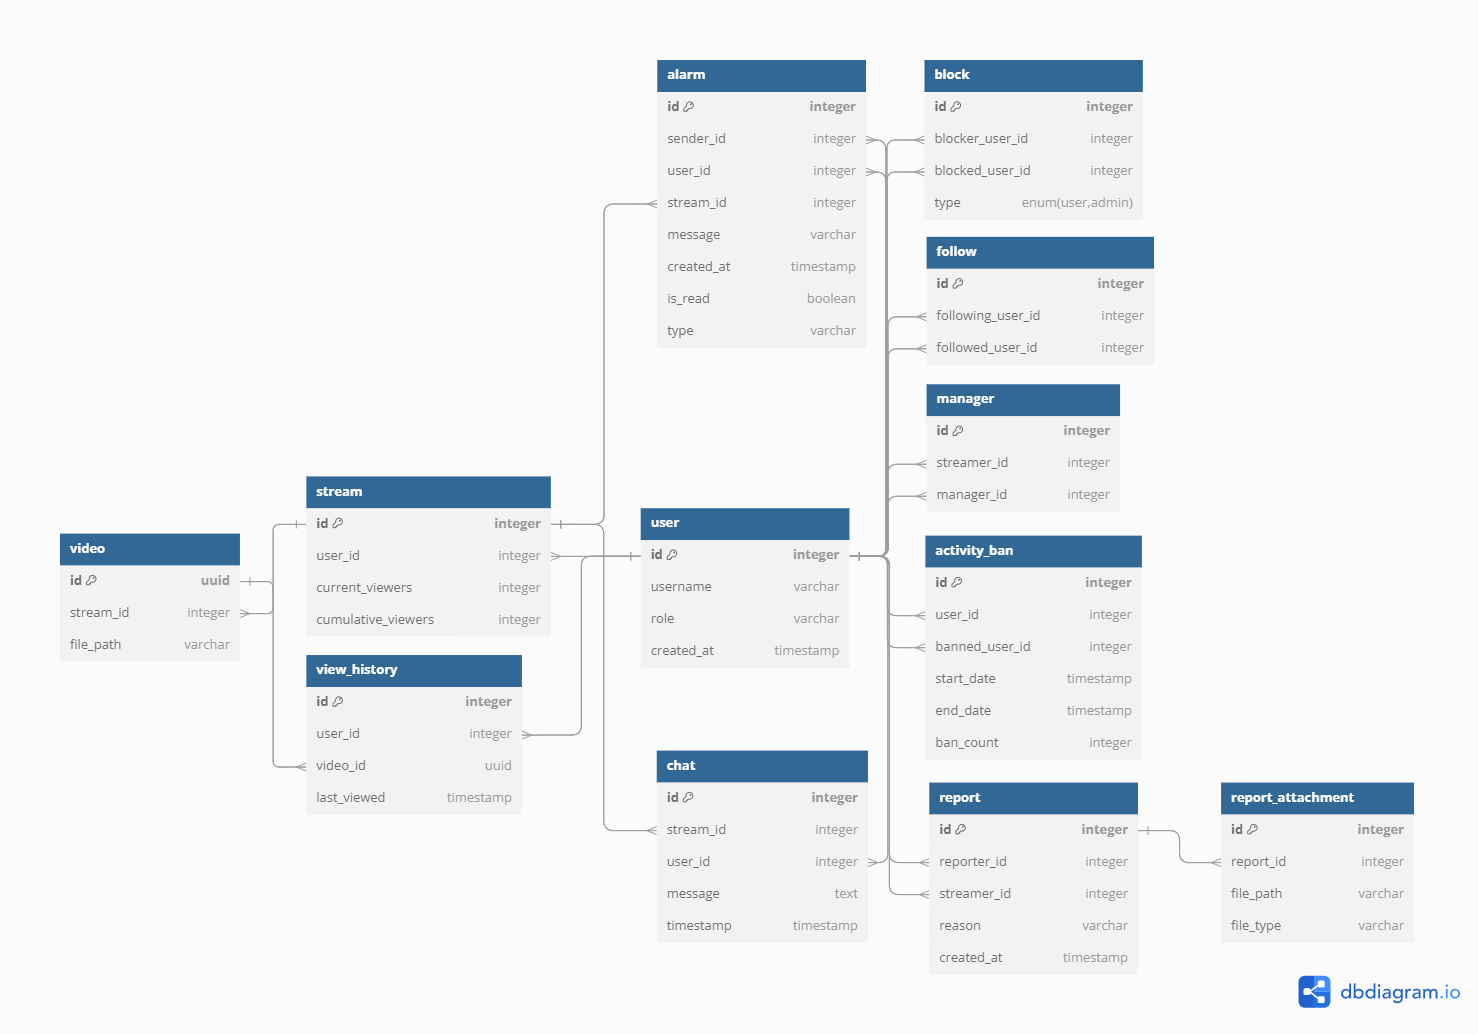 alarm
id integer
sender_id integer
user_id integer
stream_id integer
message varchar
created_at timestamp
is_read boolean
type varchar
block
id integer
blocker_user_id integer
blocked_user_id integer
type enum(user,admin)
follow
id integer
following_user_id integer
followed_user_id integer
manager
id integer
streamer_id integer
manager_id integer
stream
id integer
user_id integer
current_viewers integer
cumulative_viewers integer
video
id uuid
stream_id integer
file_path varchar
user
id integer
username varchar
role varchar
created_at timestamp
activity_ban
id integer
user_id integer
banned_user_id integer
start_date timestamp
end_date timestamp
ban_count integer
view_history
id integer
user_id integer
video_id uuid
last_viewed timestamp
chat
id integer
stream_id integer
user_id integer
message text
timestamp timestamp
report
id integer
reporter_id integer
streamer_id integer
reason varchar
created_at timestamp
report_attachment
id integer
report_id integer
file_path varchar
file_type varchar
dbdiagram.io